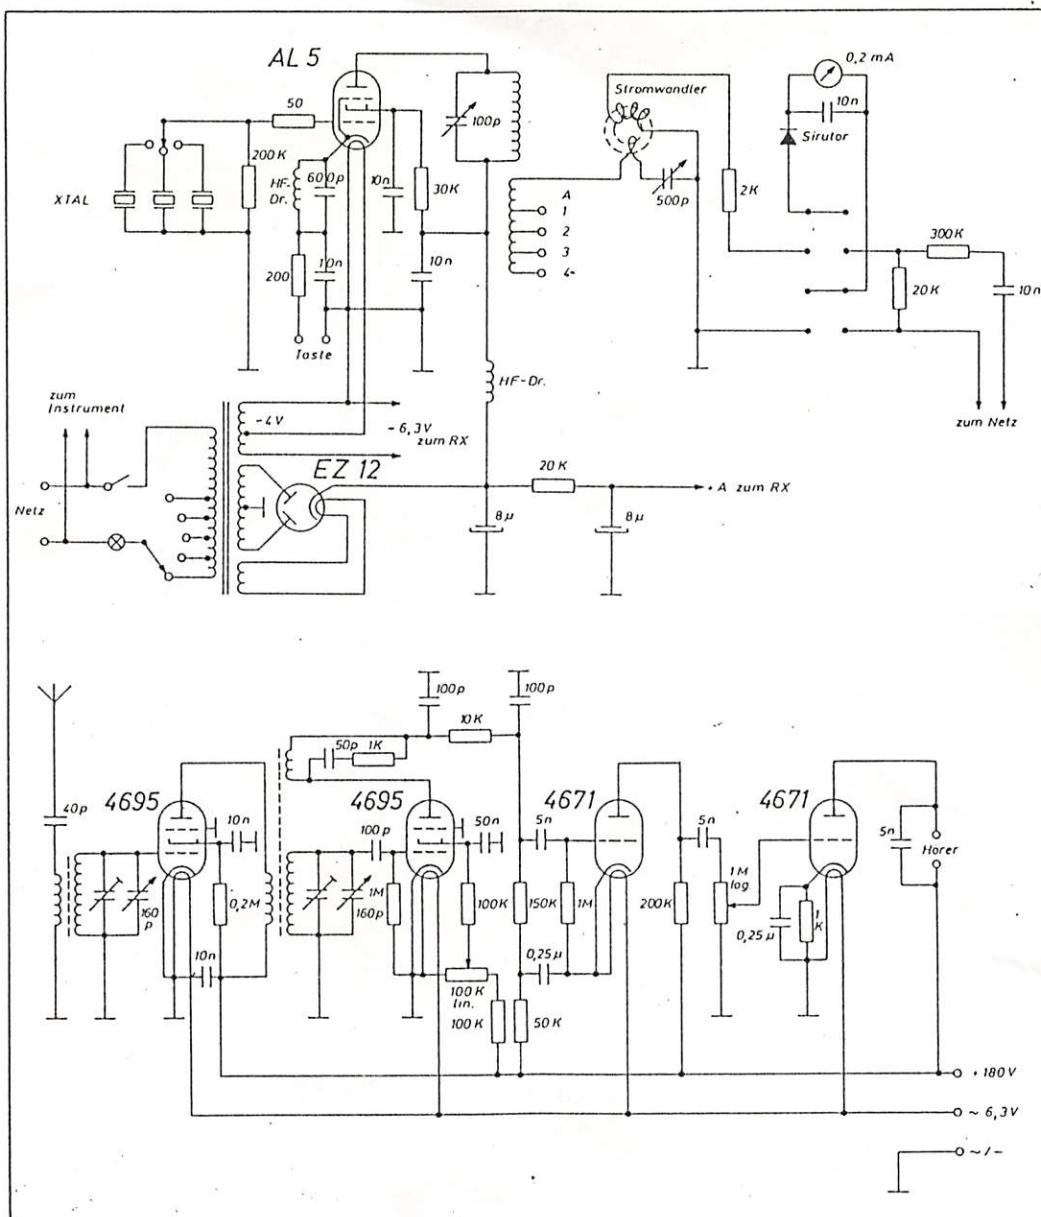 AL 5
50
200K
XTAL
HF-
Dr.
600p
10n
30K
100p
200
10n
10n
Taste
Stromwandler
A
1
2
3
4
500p
2K
0,2 mA
10n
Sirutor
300K
20K
10n
zum Netz
HF-Dr.
zum
Instrument
Netz
~4V
~6,3V
zum RX
EZ 12
20K
+A zum RX
8µ
8µ
40p
4695
160
p
10n
0,2M
10n
100p
50p
1K
10K
100p
4695
100p
1M
160p
50n
100K
100K
lin.
100K
150K
50K
5n
1M
0,25µ
4671
200K
5n
1M
log.
4671
0,25µ
1
K
5n
Hörer
+180V
~6,3V
~/-